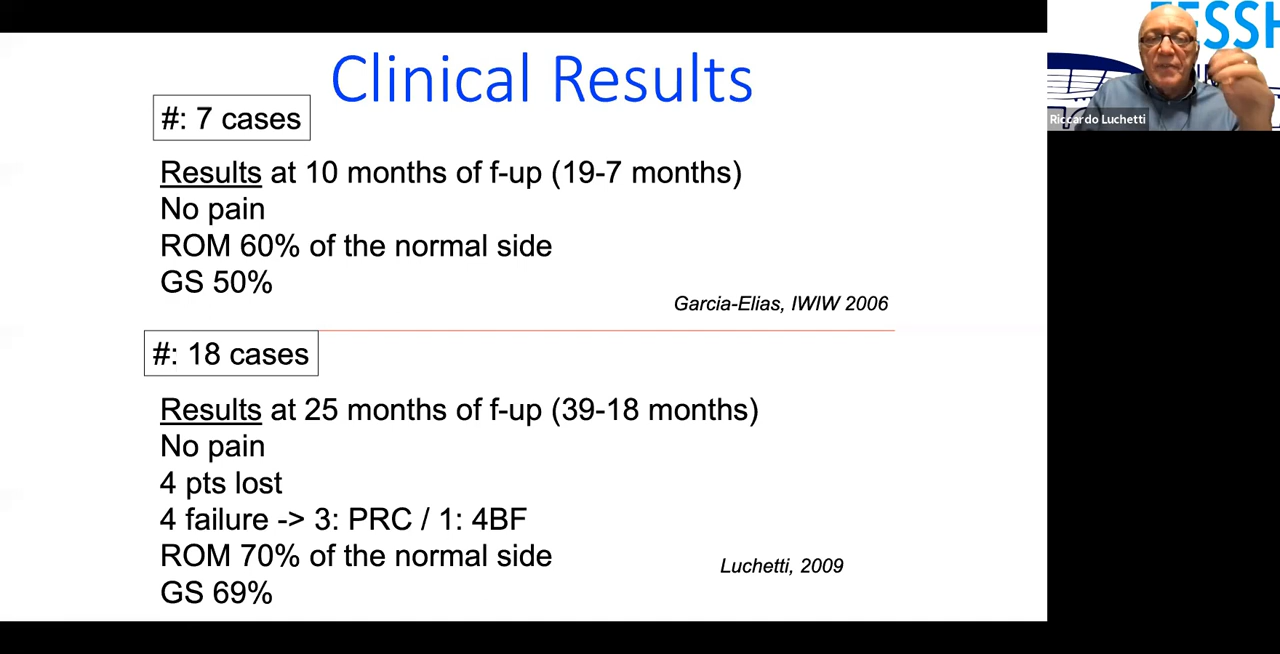 Clinical Results
#: 7 cases
Results at 10 months of f-up (19-7 months)
No pain
ROM 60% of the normal side
GS 50%
Garcia-Elias, IWIW 2006
#: 18 cases
Results at 25 months of f-up (39-18 months)
No pain
4 pts lost
4 failure -> 3: PRC / 1: 4BF
ROM 70% of the normal side
GS 69%
Luchetti, 2009
Riccardo Luchetti